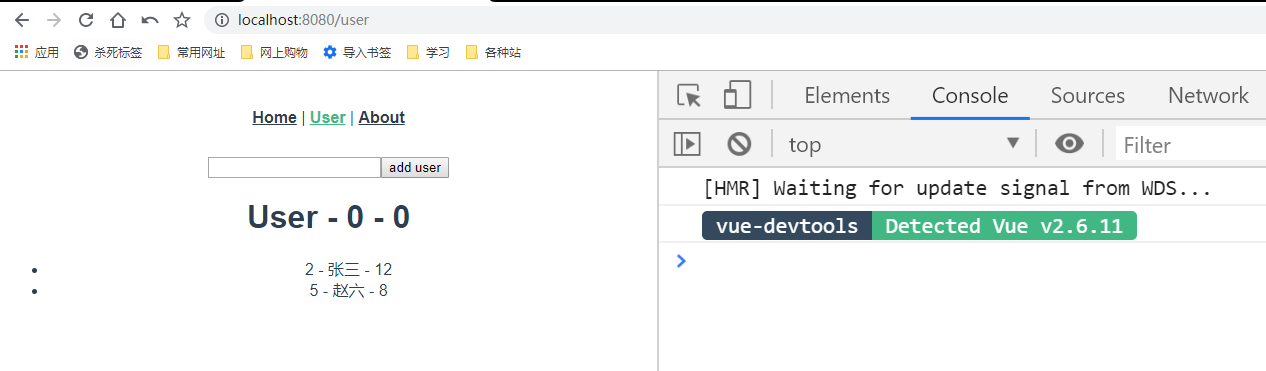 localhost:8080/user
应用 杀死标签 常用网址 网上购物 导入书签 学习 各种站
Home | User | About
add user
User - 0 - 0
• 2 - 张三 - 12
• 5 - 赵六 - 8
Elements Console Sources Network
top Filter
[HMR] Waiting for update signal from WDS...
vue-devtools Detected Vue v2.6.11